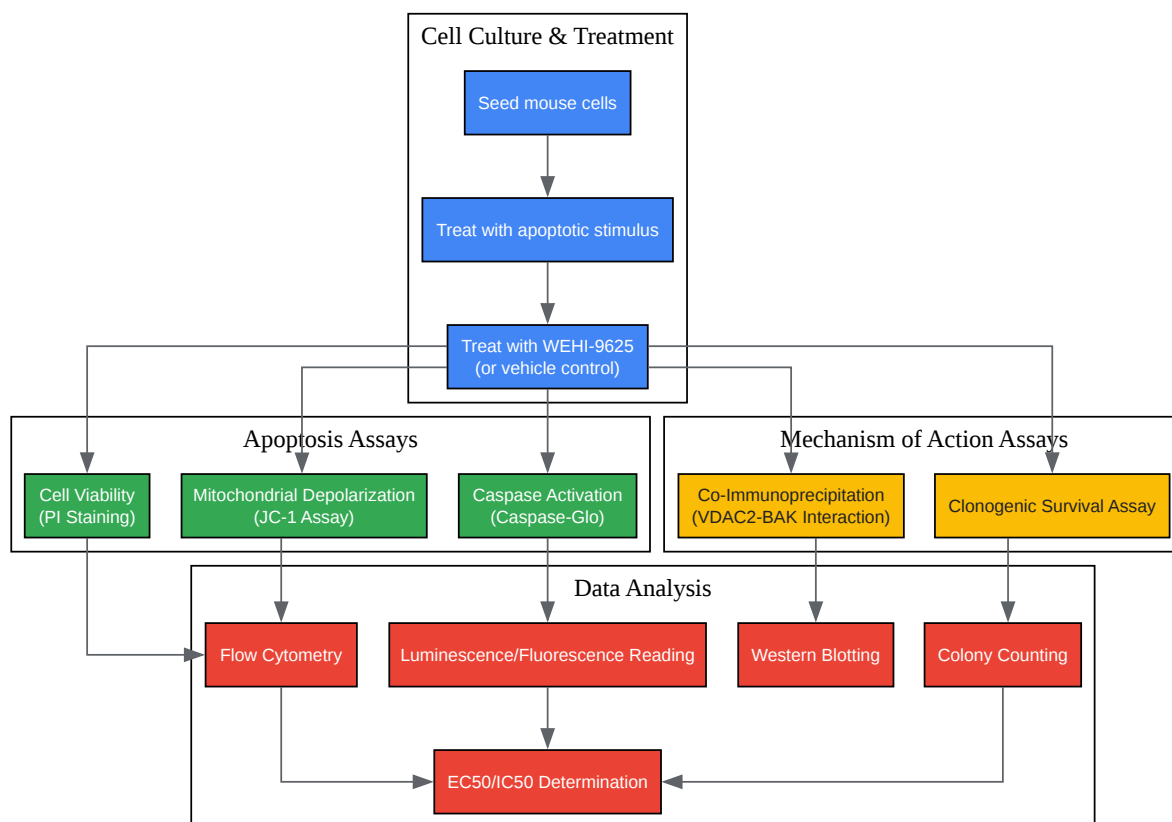 Cell Culture & Treatment
Seed mouse cells
Treat with apoptotic stimulus
Treat with WEHI-9625
(or vehicle control)
Apoptosis Assays
Mechanism of Action Assays
Cell Viability
(PI Staining)
Mitochondrial Depolarization
(JC-1 Assay)
Caspase Activation
(Caspase-Glo)
Co-Immunoprecipitation
(VDAC2-BAK Interaction)
Clonogenic Survival Assay
Data Analysis
Flow Cytometry
Luminescence/Fluorescence Reading
Western Blotting
Colony Counting
EC50/IC50 Determination